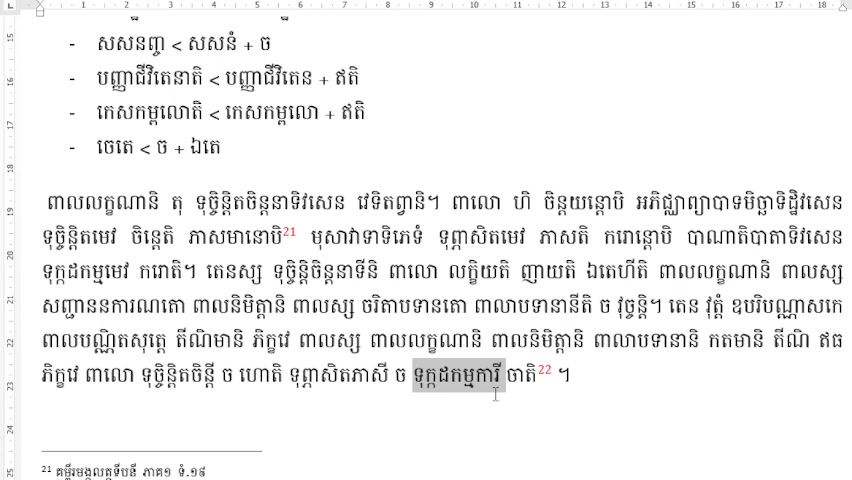 - សសនញ្ច < សសនំ + ច
- បញ្ញាជីវិតេនាតិ < បញ្ញាជីវិតេន + ឥតិ
- កេសកម្ពលោតិ < កេសកម្ពលោ + ឥតិ
- ចេតេ < ច + ឯតេ
ពាលលក្ខណានិ តុ ទុច្ចិន្តិតចិន្តនាទិវសេន វេទិតព្វានិ។ ពាលោ ហិ ចិន្តយន្តោបិ អភិជ្ឈាព្យាបាទមិច្ឆាទិដ្ឋិវសេន
ទុច្ចិន្តិតមេវ ចិន្តេតិ ភាសមានោបិ21 មុសាវាទាទិភេទំ ទុព្ភាសិតមេវ ភាសតិ ករោន្តោបិ បាណាតិបាតាទិវសេន
ទុក្កដកម្មមេវ ករោតិ។ តេនស្ស ទុច្ចិន្តិចិន្តនាទីនិ ពាលោ លក្ខិយតិ ញាយតិ ឯតេហីតិ ពាលលក្ខណានិ ពាលស្ស
សញ្ជាននការណតោ ពាលនិមិត្តានិ ពាលស្ស ចរិតាបទានតោ ពាលាបទានានីតិ ច វុច្ចន្តិ។ តេន វុត្តំ ឧបរិបណ្ណាសកេ
ពាលបណ្ឌិតសុត្តេ តីណិមានិ ភិក្ខវេ ពាលស្ស ពាលលក្ខណានិ ពាលនិមិត្តានិ ពាលាបទានានិ កតមានិ តីណិ ឥធ
ភិក្ខវេ ពាលោ ទុច្ចិន្តិតចិន្តី ច ហោតិ ទុព្ភាសិតភាសី ច ទុក្កដកម្មការី ចាតិ22 ។
21 គម្ពីរមង្គលត្ថទីបនី ភាគ១ ទំ.១៩